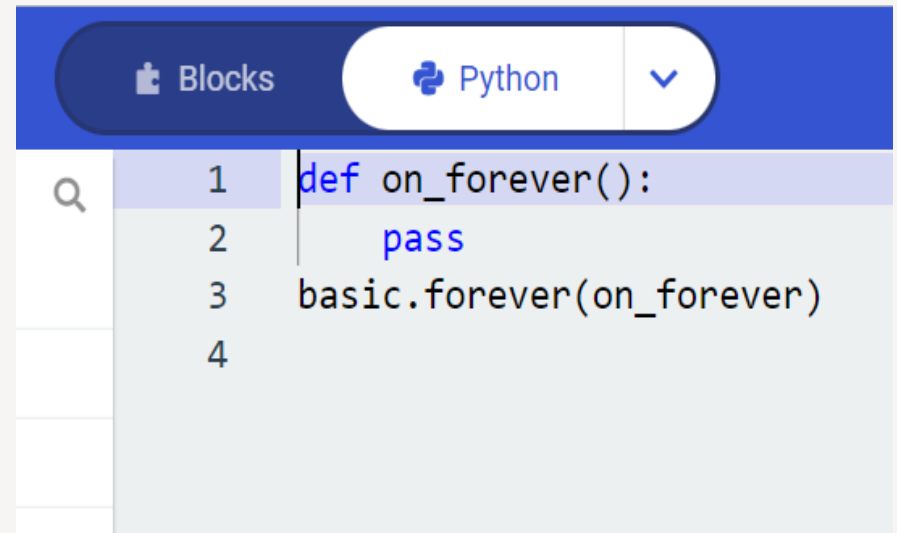 Blocks Python
1 def on_forever():
2 pass
3 basic.forever(on_forever)
4